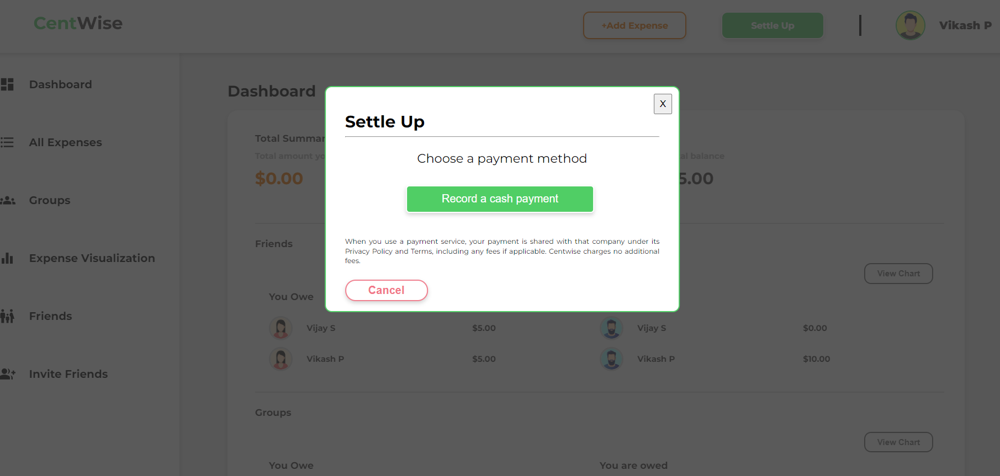 CentWise
+Add Expense
Settle Up
Vikash P
Dashboard
All Expenses
Groups
Expense Visualization
Friends
Invite Friends
Dashboard
Total Summar
Total amount yo
$0.00
al balance
5.00
X
Settle Up
Choose a payment method
Record a cash payment
When you use a payment service, your payment is shared with that company under its
Privacy Policy and Terms, including any fees if applicable. Centwise charges no additional
fees.
Cancel
Friends
View Chart
You Owe
Vijay S $5.00
Vikash P $5.00
Vijay S $0.00
Vikash P $10.00
Groups
View Chart
You Owe
You are owed